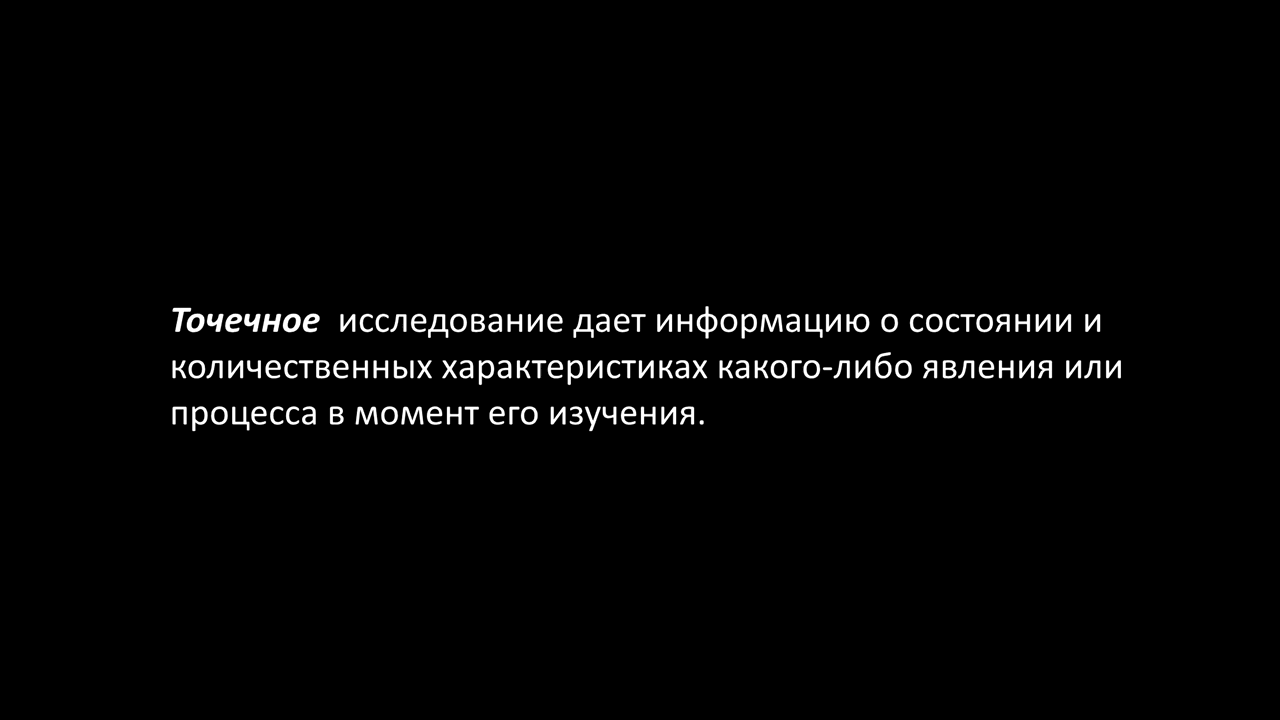 Точечное исследование дает информацию о состоянии и
количественных характеристиках какого-либо явления или
процесса в момент его изучения.